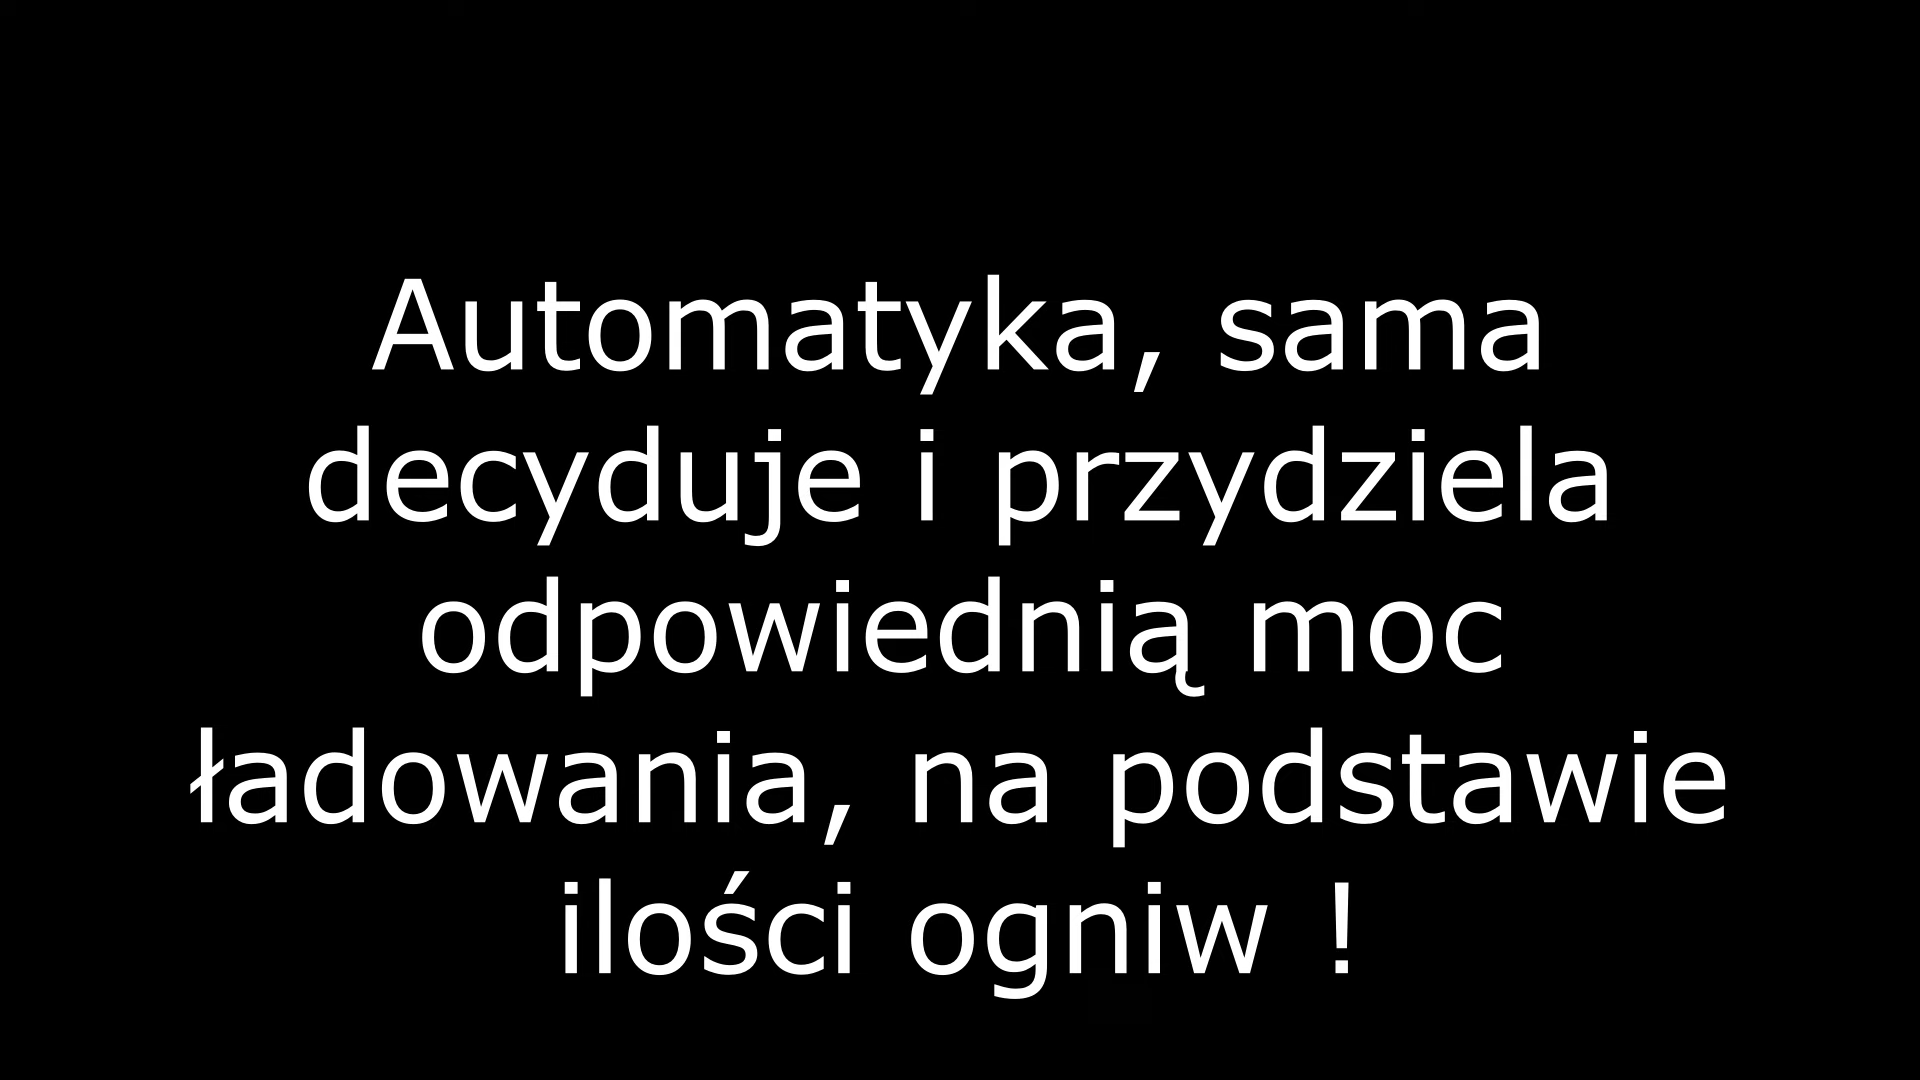 Automatyka, sama
decyduje i przydziela
odpowiednią moc
ładowania, na podstawie
ilości ogniw !